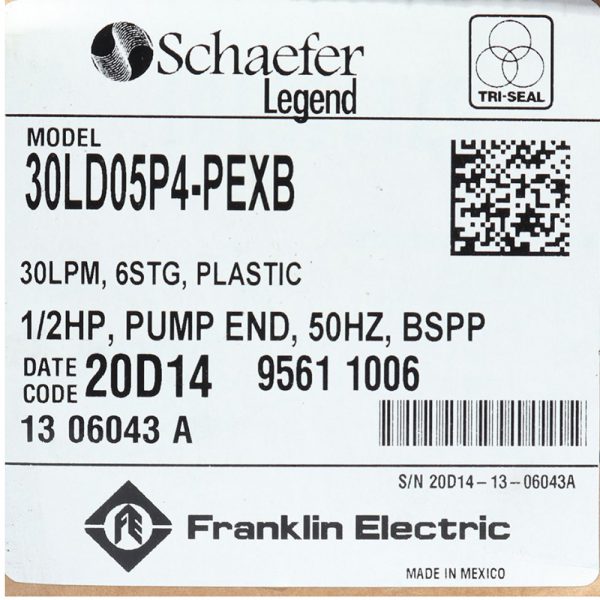 Schaefer
Legend
TRI-SEAL
MODEL
30LD05P4-PEXB
30LPM, 6STG, PLASTIC
1/2HP, PUMP END, 50HZ, BSPP
DATE CODE 20D14 9561 1006
13 06043 A
S/N 20D14-13-06043A
FE Franklin Electric
MADE IN MEXICO